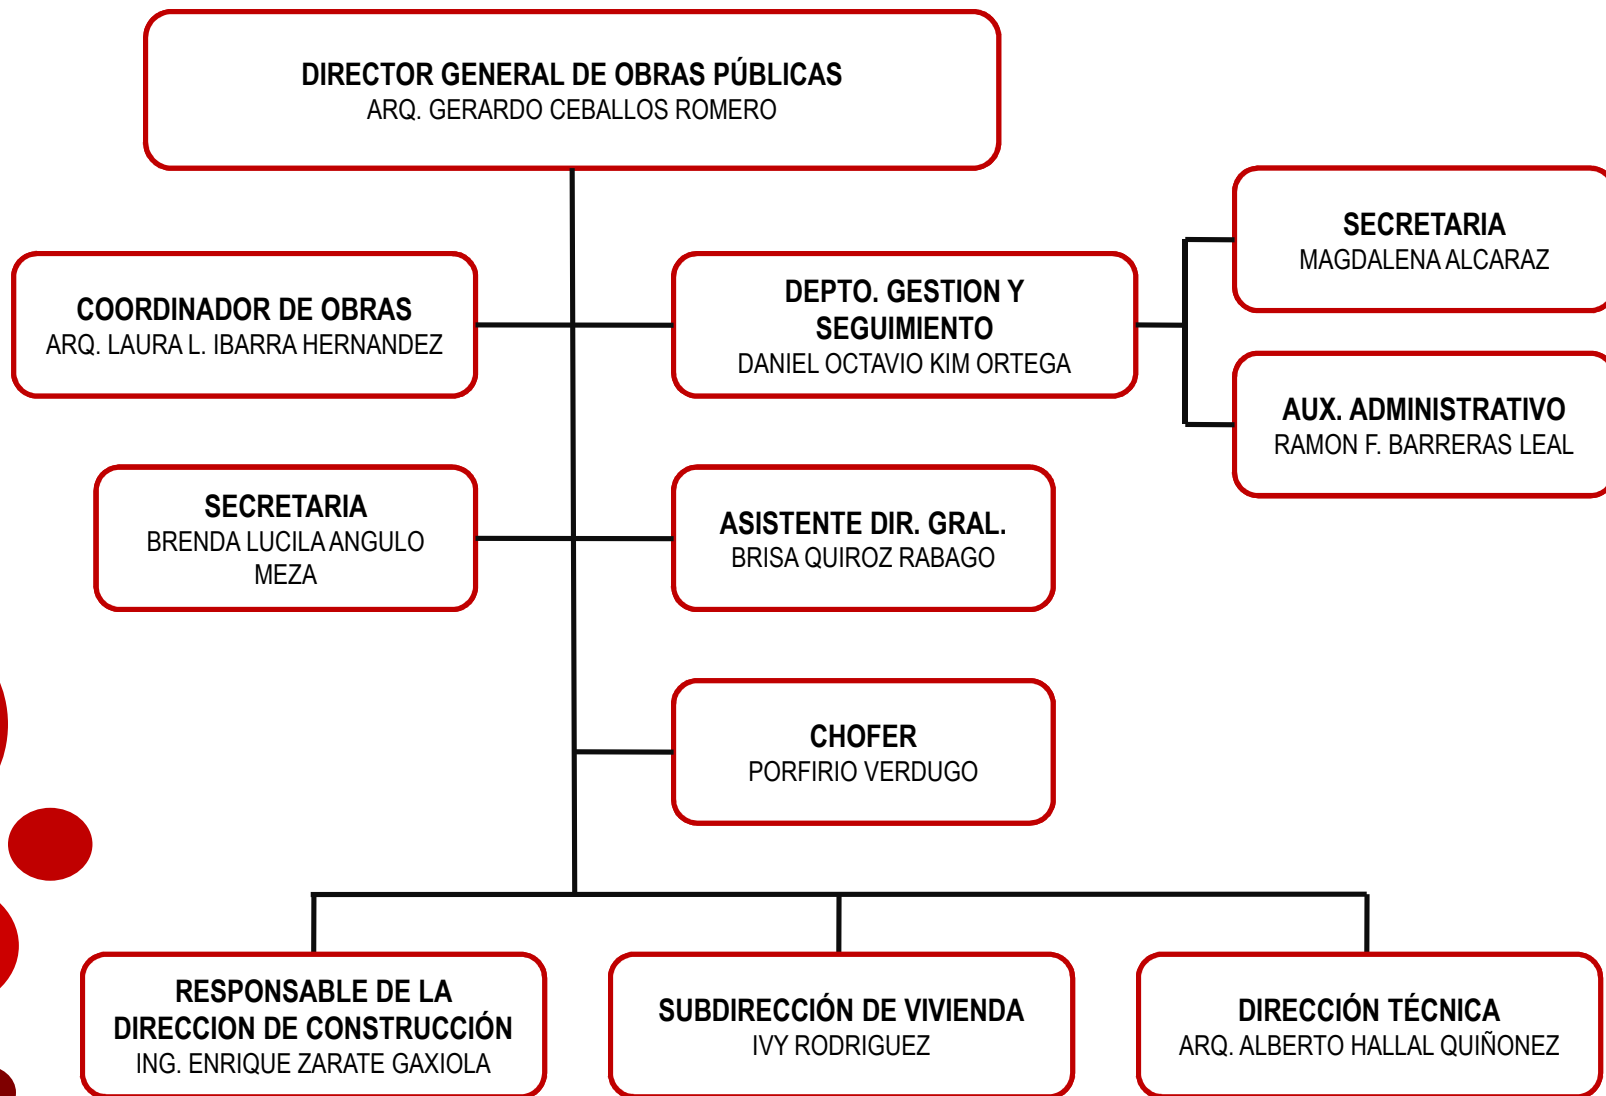 DIRECTOR GENERAL DE OBRAS PÚBLICAS
ARQ. GERARDO CEBALLOS ROMERO
SECRETARIA
MAGDALENA ALCARAZ
COORDINADOR DE OBRAS
ARQ. LAURA L. IBARRA HERNANDEZ
DEPTO. GESTION Y
SEGUIMIENTO
DANIEL OCTAVIO KIM ORTEGA
AUX. ADMINISTRATIVO
RAMON F. BARRERAS LEAL
SECRETARIA
BRENDA LUCILA ANGULO
MEZA
ASISTENTE DIR. GRAL.
BRISA QUIROZ RABAGO
CHOFER
PORFIRIO VERDUGO
RESPONSABLE DE LA
DIRECCION DE CONSTRUCCIÓN
ING. ENRIQUE ZARATE GAXIOLA
SUBDIRECCIÓN DE VIVIENDA
IVY RODRIGUEZ
DIRECCIÓN TÉCNICA
ARQ. ALBERTO HALLAL QUIÑONEZ